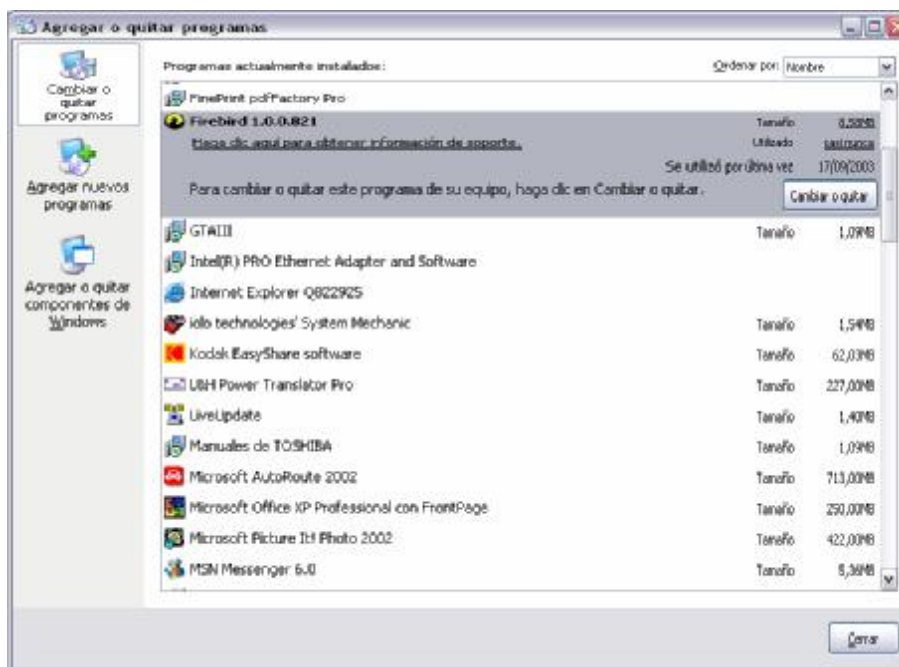 Agregar o quitar programas
Cambiar o
quitar
programas
Agregar nuevos
programas
Agregar o quitar
componentes de
Windows
Programas actualmente instalados:
Ordenar por: Nombre
FinePrint pdfFactory Pro
Firebird 1.0.0.821 Tamaño 8,58MB
Haga clic aquí para obtener información de soporte. Utilizado
Se utilizó por última vez 17/09/2003
Para cambiar o quitar este programa de su equipo, haga clic en Cambiar o quitar. Cambiar o quitar
GTAIII Tamaño 1,09MB
Intel(R) PRO Ethernet Adapter and Software
Internet Explorer Q822925
iolo technologies' System Mechanic Tamaño 1,54MB
Kodak EasyShare software Tamaño 62,03MB
L&H Power Translator Pro Tamaño 227,00MB
LiveUpdate Tamaño 1,40MB
Manuales de TOSHIBA Tamaño 1,09MB
Microsoft AutoRoute 2002 Tamaño 713,00MB
Microsoft Office XP Professional con FrontPage Tamaño 250,00MB
Microsoft Picture It! Photo 2002 Tamaño 422,00MB
MSN Messenger 6.0 Tamaño 8,36MB
Cerrar